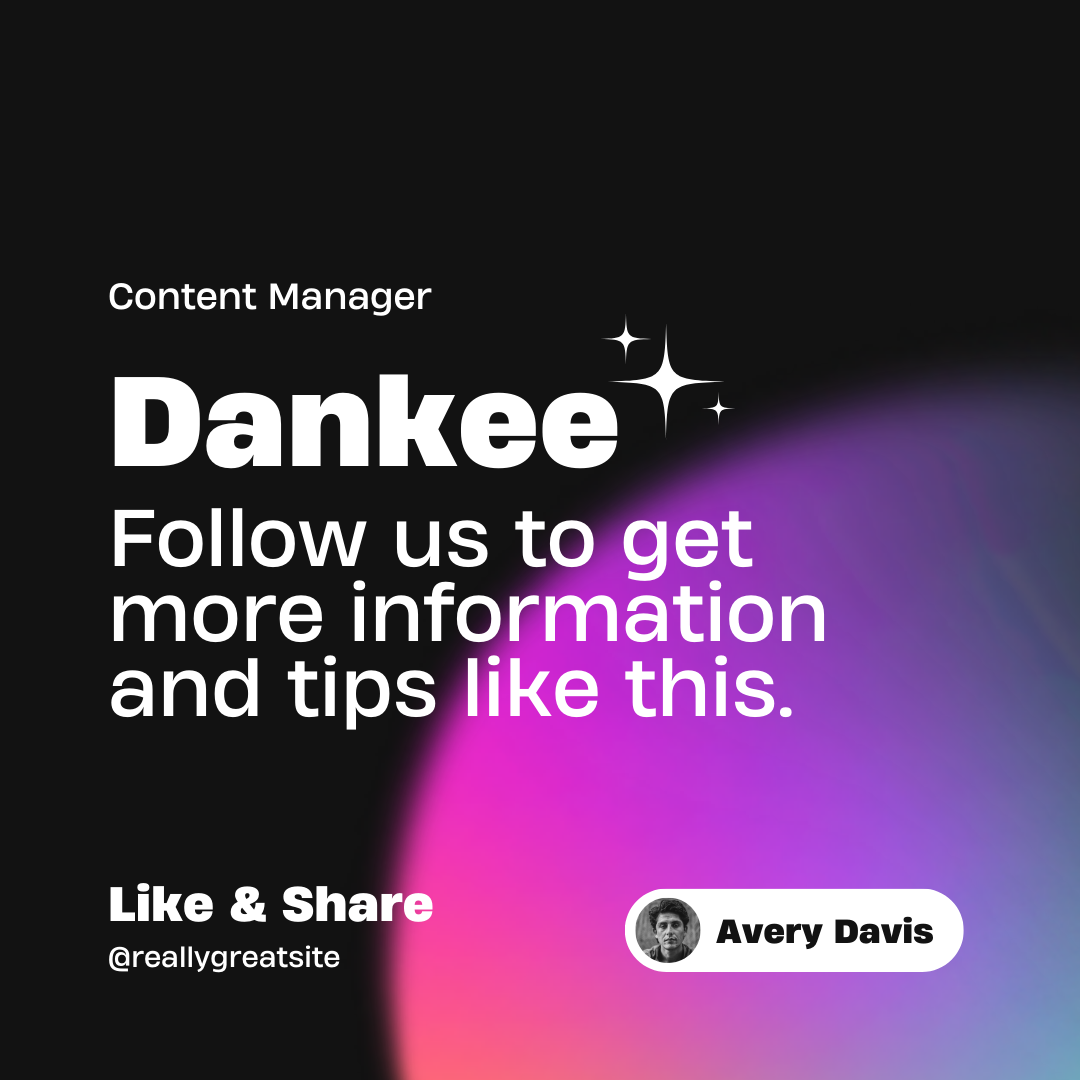 Content Manager
Dankee
Follow us to get
more information
and tips like this.
Like & Share
@reallygreatsite
Avery Davis